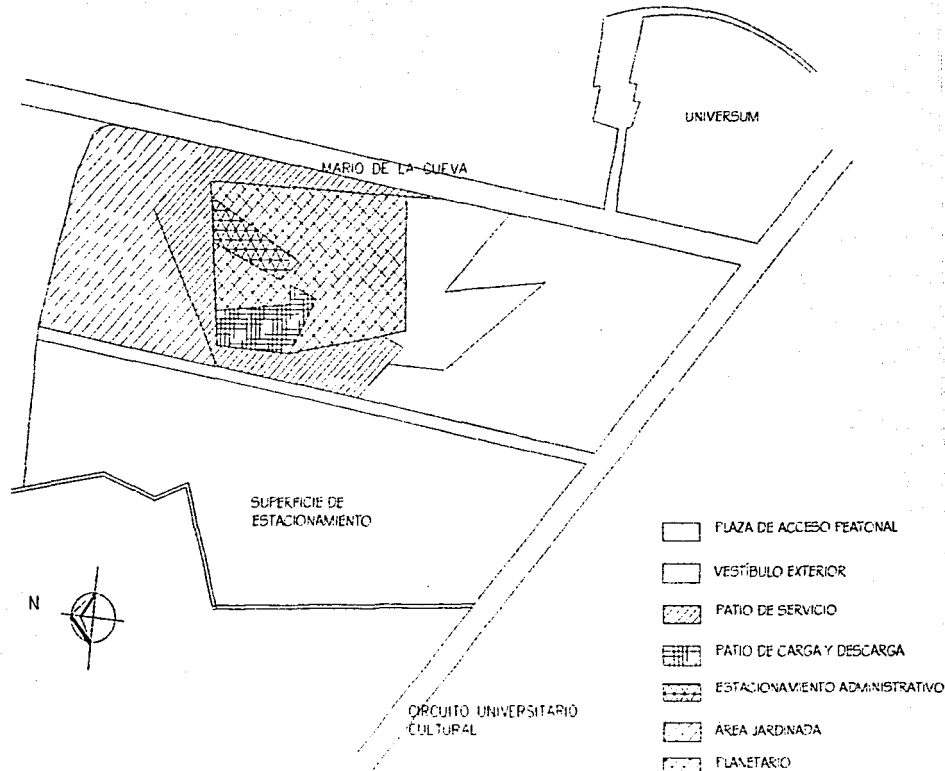 UNIVERSUM
MARIO DE LA CUEVA
SUPERFICIE DE
ESTACIONAMIENTO
N
CIRCUITO UNIVERSITARIO
CULTURAL
PLAZA DE ACCESO PEATONAL
VESTÍBULO EXTERIOR
PATIO DE SERVICIO
PATIO DE CARGA Y DESCARGA
ESTACIONAMIENTO ADMINISTRATIVO
ÁREA JARDINADA
PLANETARIO